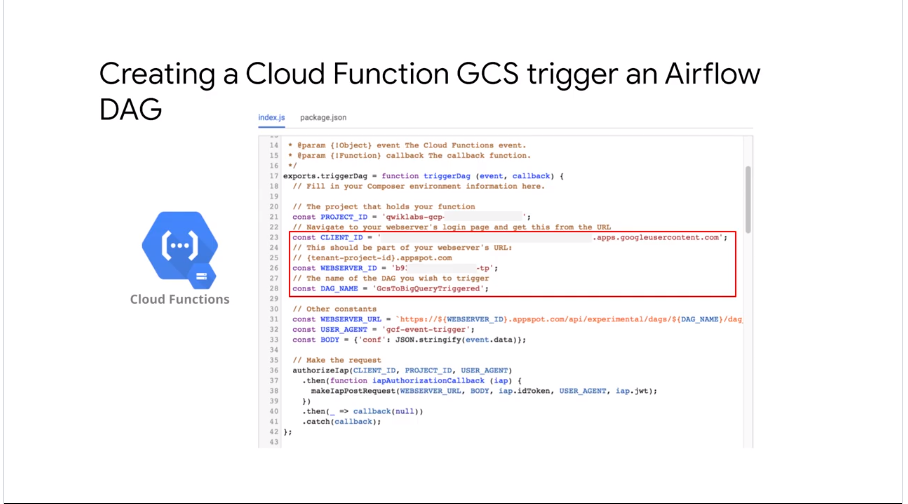 Creating a Cloud Function GCS trigger an Airflow
DAG
index.js package.json
14 * @param {!Object} event The Cloud Functions event.
15 * @param {!Function} callback The callback function.
16 */
17 exports.triggerDag = function triggerDag (event, callback) {
18 // Fill in your Composer environment information here.
19
20 // The project that holds your function
21 const PROJECT_ID = 'qwiklabs-gcp- ';
22 // Navigate to your webserver's login page and get this from the URL
23 const CLIENT_ID = ' .apps.googleusercontent.com';
24 // This should be part of your webserver's URL:
25 // {tenant-project-id}.appspot.com
26 const WEBSERVER_ID = 'b9 -tp';
27 // The name of the DAG you wish to trigger
28 const DAG_NAME = 'GcsToBigQueryTriggered';
29
30 // Other constants
31 const WEBSERVER_URL = `https://${WEBSERVER_ID}.appspot.com/api/experimental/dags/${DAG_NAME}/dag_
32 const USER_AGENT = 'gcf-event-trigger';
33 const BODY = {'conf': JSON.stringify(event.data)};
34
35 // Make the request
36 authorizeIap(CLIENT_ID, PROJECT_ID, USER_AGENT)
37 .then(function iapAuthorizationCallback (iap) {
38 makeIapPostRequest(WEBSERVER_URL, BODY, iap.idToken, USER_AGENT, iap.jwt);
39 })
40 .then(_ => callback(null))
41 .catch(callback);
42 };
43
Cloud Functions